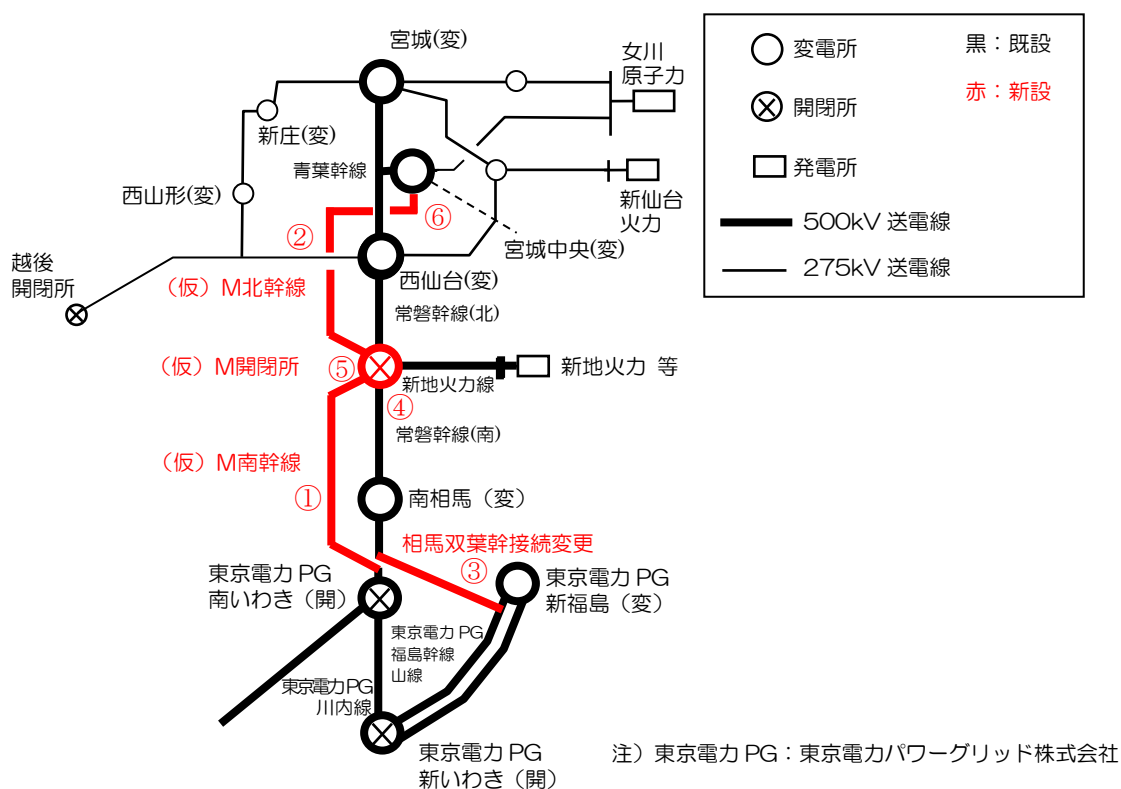 宮城(変)
女川
原子力
新庄(変)
青葉幹線
西山形(変)
新仙台
火力
⑥
②
宮城中央(変)
越後
開閉所
西仙台(変)
(仮)M北幹線
常磐幹線(北)
(仮)M開閉所
⑤
新地火力線
新地火力 等
④
常磐幹線(南)
(仮)M南幹線
①
南相馬(変)
相馬双葉幹接続変更
③
東京電力 PG
南いわき(開)
東京電力 PG
新福島(変)
東京電力 PG
福島幹線
山線
東京電力PG
川内線
東京電力 PG
新いわき(開)
変電所
黒:既設
開閉所
赤:新設
発電所
500kV 送電線
275kV 送電線
注)東京電力 PG:東京電力パワーグリッド株式会社